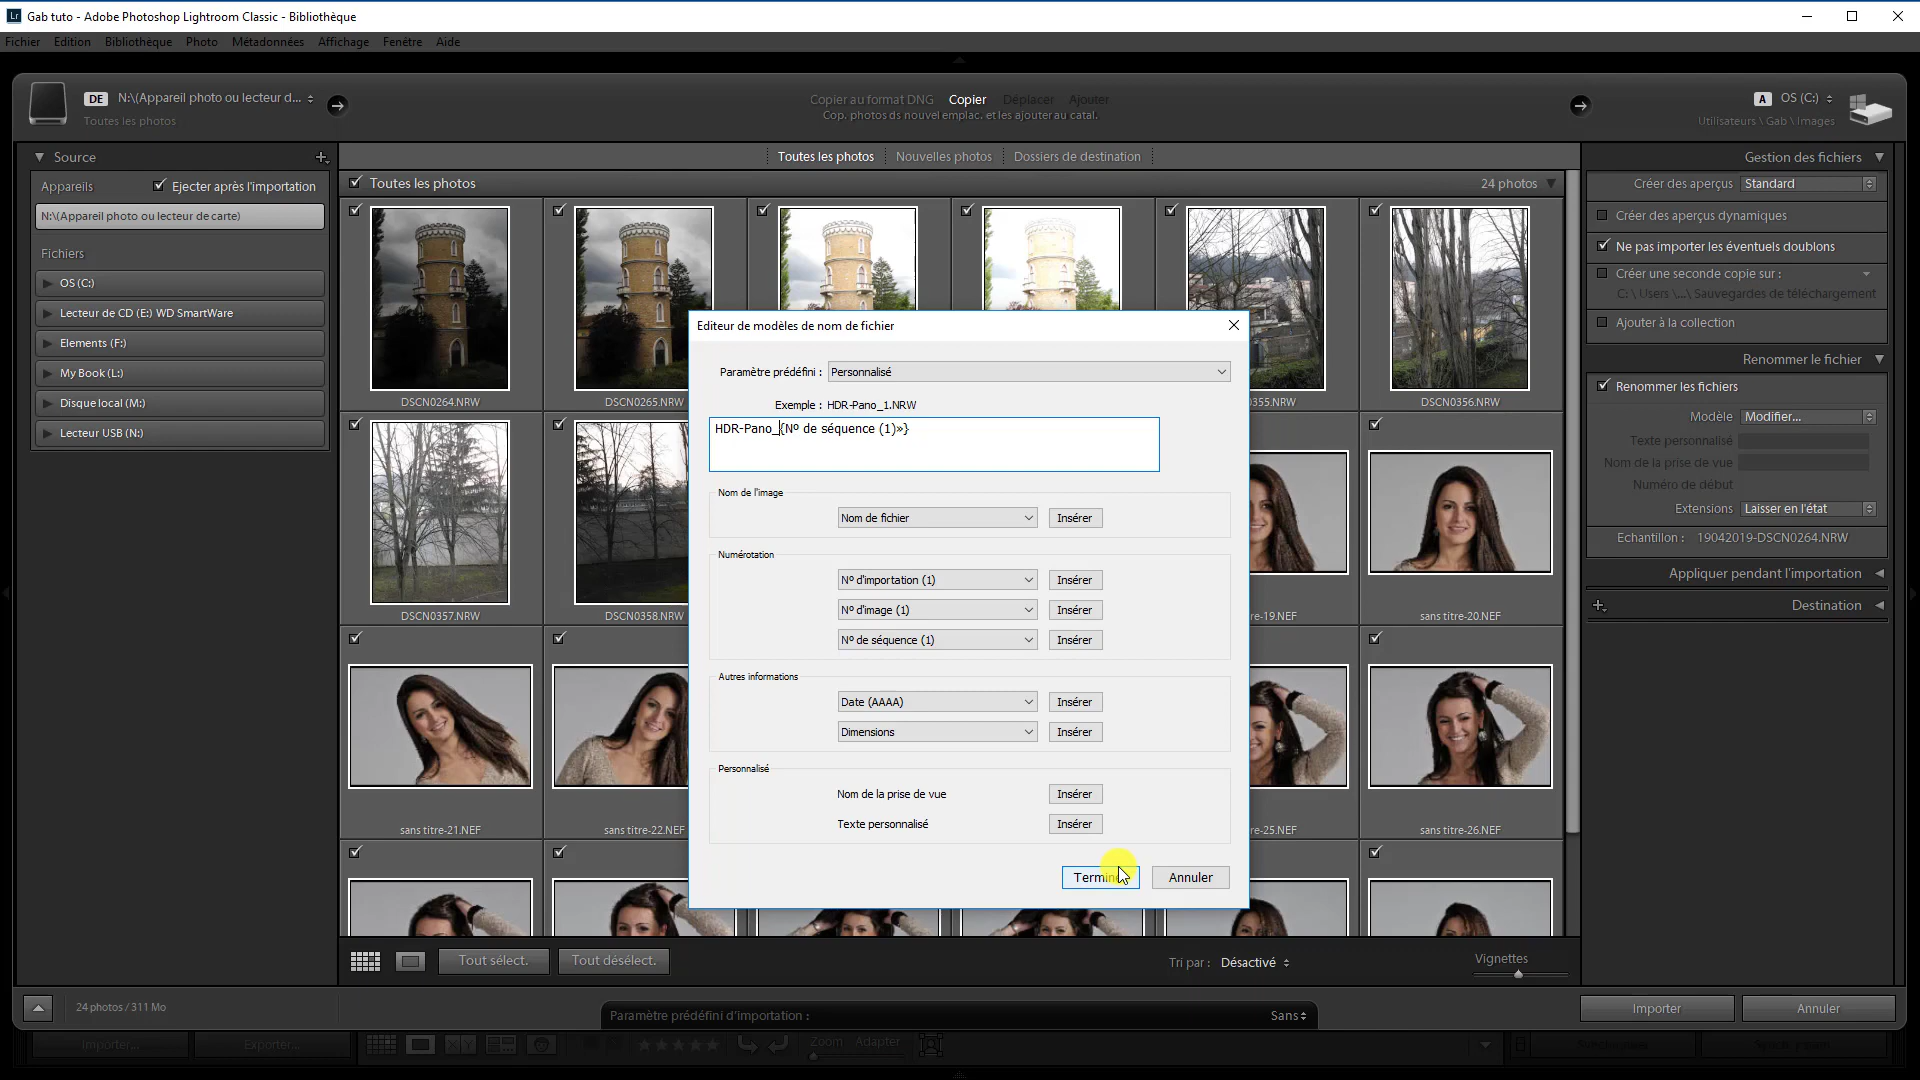 Gab tuto - Adobe Photoshop Lightroom Classic - Bibliothèque
Fichier Edition Bibliothèque Photo Métadonnées Affichage Fenêtre Aide
DE N:\(Appareil photo ou lecteur d...
Toutes les photos
Copier au format DNG Copier Déplacer Ajouter
Cop. photos ds nouvel emplac. et les ajouter au catal.
A OS (C:)
Utilisateurs \ Gab \ Images
Source
Appareils Ejecter après l'importation
N:\(Appareil photo ou lecteur de carte)
Fichiers
OS (C:)
Lecteur de CD (E:) WD SmartWare
Elements (F:)
My Book (L:)
Disque local (M:)
Lecteur USB (N:)
Toutes les photos Nouvelles photos Dossiers de destination
Toutes les photos 24 photos
DSCN0264.NRW
DSCN0265.NRW
355.NRW
DSCN0356.NRW
DSCN0357.NRW
DSCN0358.NRW
re-19.NEF
sans titre-20.NEF
sans titre-21.NEF
sans titre-22.NEF
re-25.NEF
sans titre-26.NEF
Editeur de modèles de nom de fichier
Paramètre prédéfini : Personnalisé
Exemple : HDR-Pano_1.NRW
HDR-Pano_{Nº de séquence (1)»}
Nom de l'image
Nom de fichier Insérer
Numérotation
Nº d'importation (1) Insérer
Nº d'image (1) Insérer
Nº de séquence (1) Insérer
Autres informations
Date (AAAA) Insérer
Dimensions Insérer
Personnalisé
Nom de la prise de vue Insérer
Texte personnalisé Insérer
Annuler
Gestion des fichiers
Créer des aperçus Standard
Créer des aperçus dynamiques
Ne pas importer les éventuels doublons
Créer une seconde copie sur :
C: \ Users \...\ Sauvegardes de téléchargement
Ajouter à la collection
Renommer le fichier
Renommer les fichiers
Modèle Modifier...
Texte personnalisé
Nom de la prise de vue
Numéro de début
Extensions Laisser en l'état
Echantillon : 19042019-DSCN0264.NRW
Appliquer pendant l'importation
Destination
Tout sélect. Tout désélect.
Tri par : Désactivé
Vignettes
24 photos / 311 Mo
Paramètre prédéfini d'importation : Sans
Importer Annuler
Importer... Exporter...
Zoom Adapter